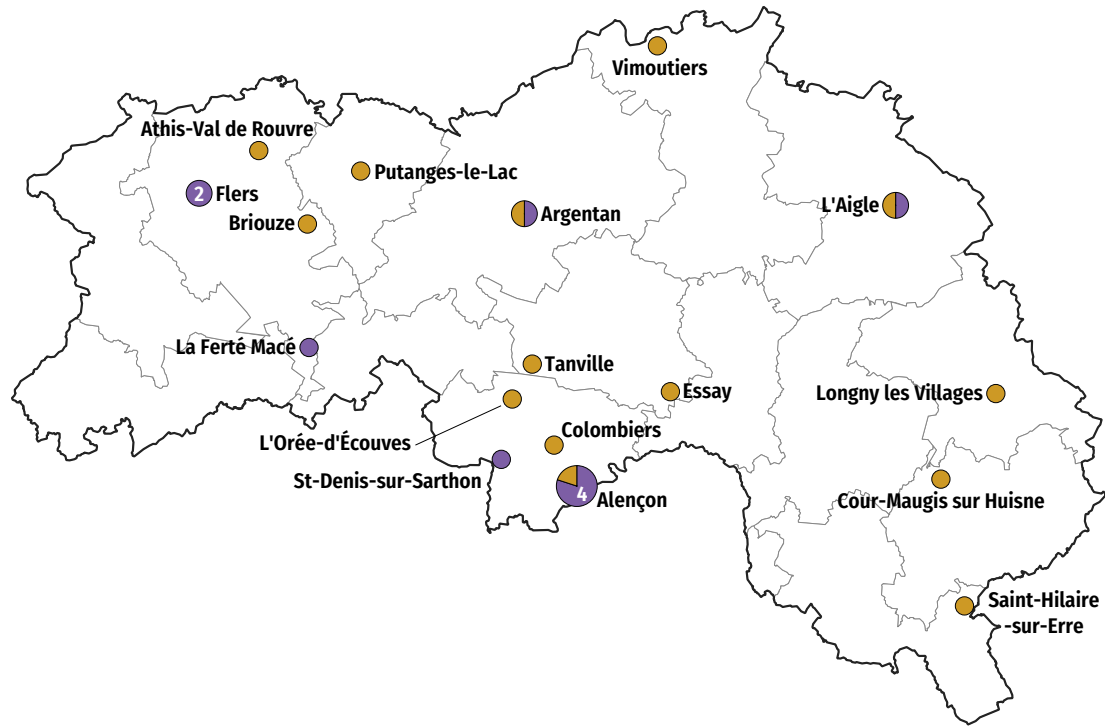 Vimoutiers
Athis-Val de Rouvre
Putanges-le-Lac
2
Flers
Briouze
Argentan
L'Aigle
La Ferté Macé
Tanville
Essay
Longny les Villages
L'Orée-d'Écouves
Colombiers
St-Denis-sur-Sarthon
4
Alençon
Cour-Maugis sur Huisne
Saint-Hilaire
-sur-Erre